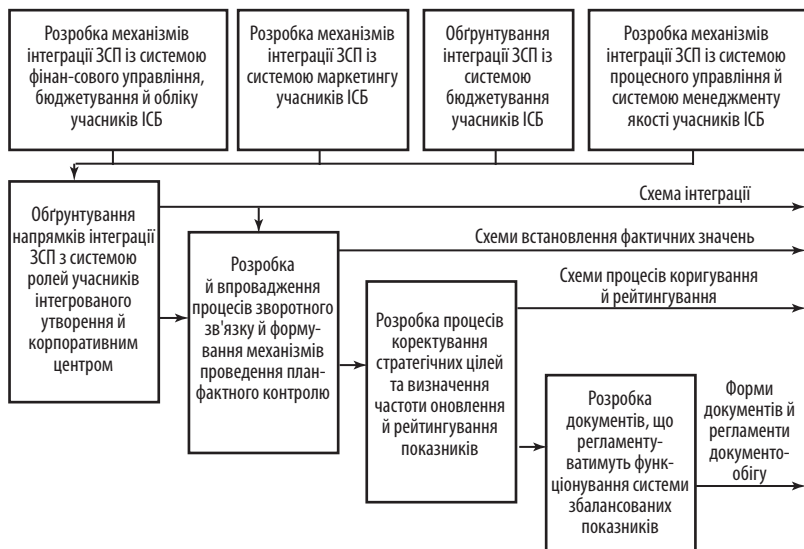 Розробка механізмів
інтеграції ЗСП із системою
фінан-сового управління,
бюджетування й обліку
учасників ІСБ
Розробка механізмів
інтеграції ЗСП із
системою маркетингу
учасників ІСБ
Обґрунтування
інтеграції ЗСП із
системою
бюджетування
учасників ІСБ
Розробка механізмів
інтеграції ЗСП із системою
процесного управління й
системою менеджменту
якості учасників ІСБ
Обґрунтування
напрямків інтеграції
ЗСП з системою
ролей учасників
інтегрованого
утворення й
корпоративним
центром
Схема інтеграції
Розробка
й впровадження
процесів зворотного
зв'язку й форму-
вання механізмів
проведення план-
фактного контролю
Схеми встановлення фактичних значень
Схеми процесів коригування
й рейтингування
Розробка процесів
коректування
стратегічних цілей
та визначення
частоти оновлення
й рейтингування
показників
Розробка
документів, що
регламенту-
ватимуть функ-
ціонування системи
збалансованих
показників
Форми
документів й
регламенти
документо-
обігу